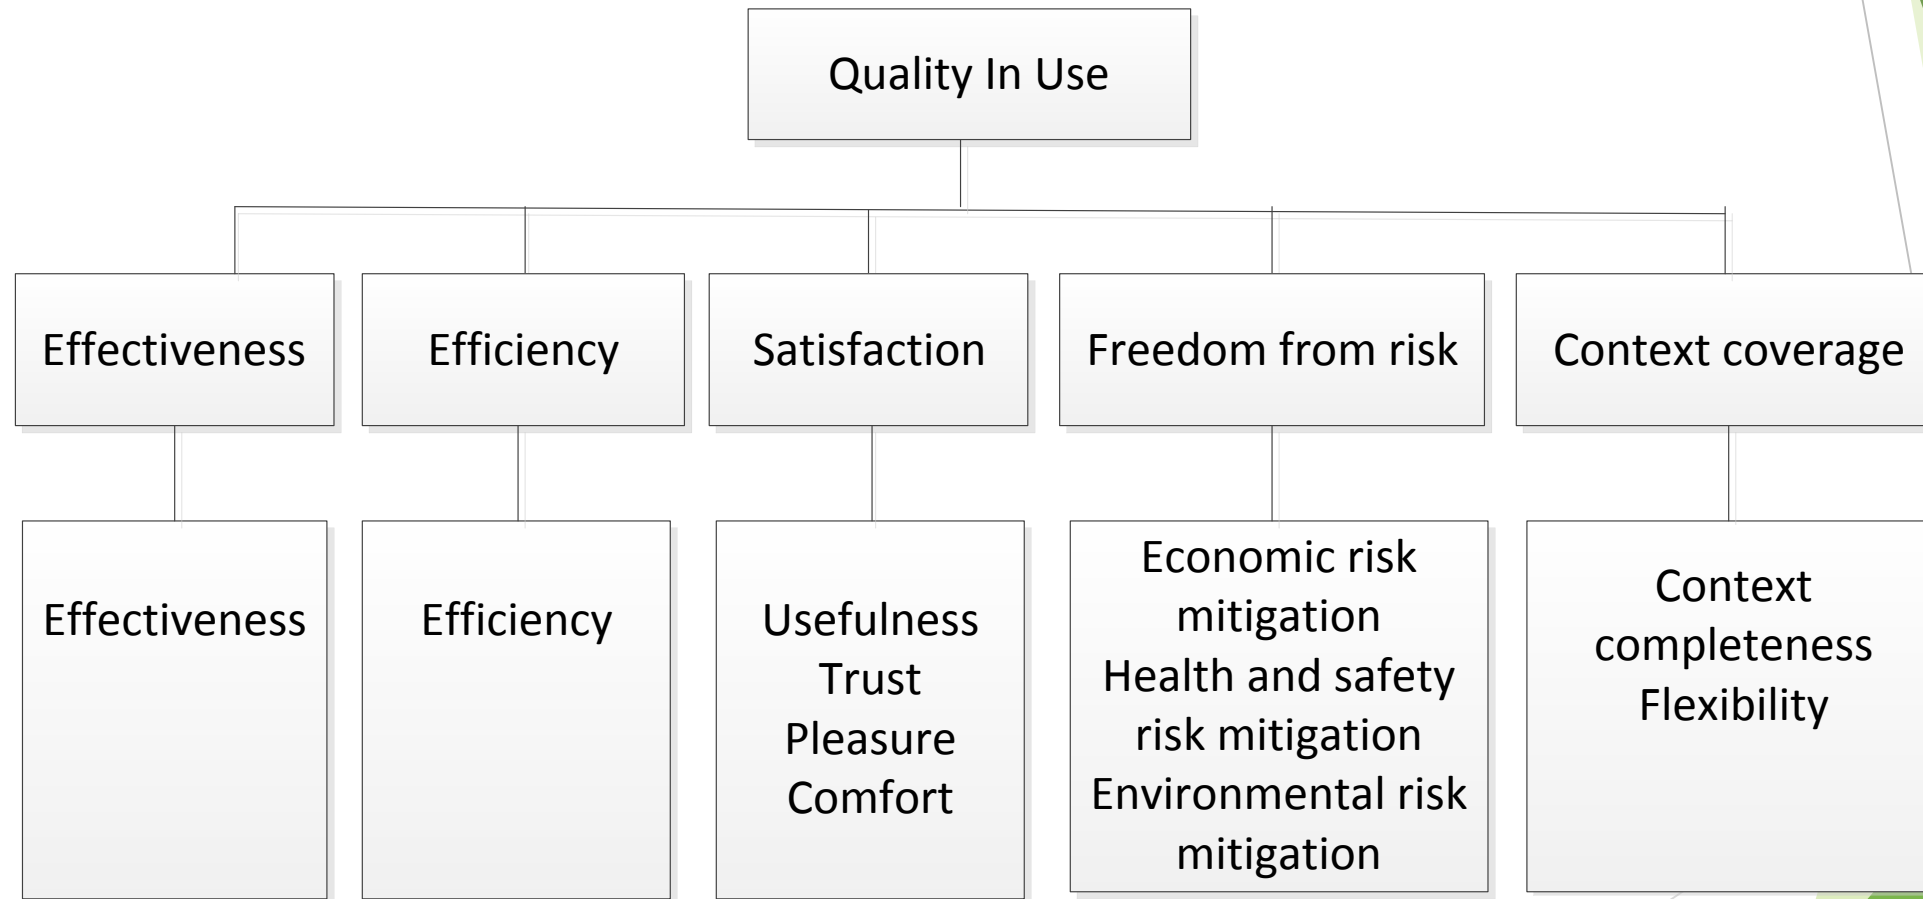 Quality In Use
Effectiveness
Efficiency
Satisfaction
Freedom from risk
Context coverage
Effectiveness
Efficiency
Usefulness
Trust
Pleasure
Comfort
Economic risk
mitigation
Health and safety
risk mitigation
Environmental risk
mitigation
Context
completeness
Flexibility